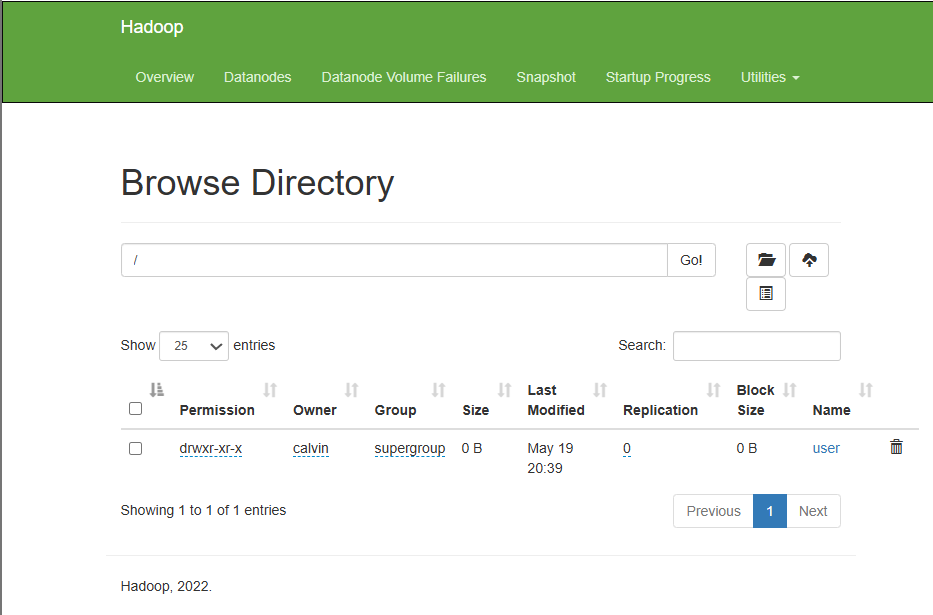 Hadoop
Overview Datanodes Datanode Volume Failures Snapshot Startup Progress Utilities
Browse Directory
/ Go!
Show 25 entries Search:
Permission Owner Group Size Last Modified Replication Block Size Name
drwxr-xr-x calvin supergroup 0 B May 19 20:39 0 0 B user
Showing 1 to 1 of 1 entries Previous 1 Next
Hadoop, 2022.